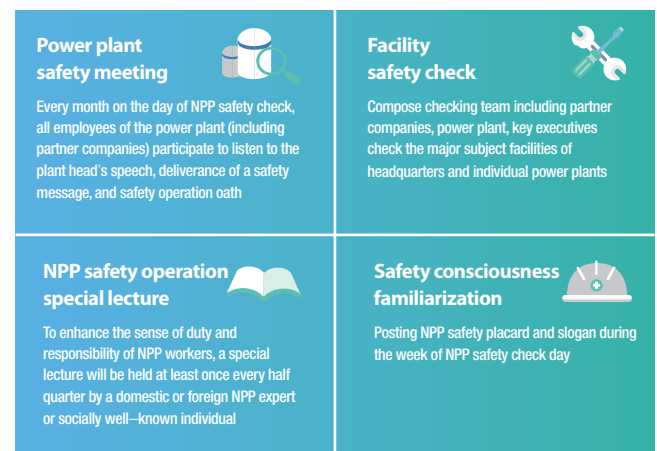 Power plant
safety meeting
Every month on the day of NPP safety check,
all employees of the power plant (including
partner companies) participate to listen to the
plant head's speech, deliverance of a safety
message, and safety operation oath
Facility
safety check
Compose checking team including partner
companies, power plant, key executives
check the major subject facilities of
headquarters and individual power plants
NPP safety operation
special lecture
To enhance the sense of duty and
responsibility of NPP workers, a special
lecture will be held at least once every half
quarter by a domestic or foreign NPP expert
or socially well–known individual
Safety consciousness
familiarization
Posting NPP safety placard and slogan during
the week of NPP safety check day